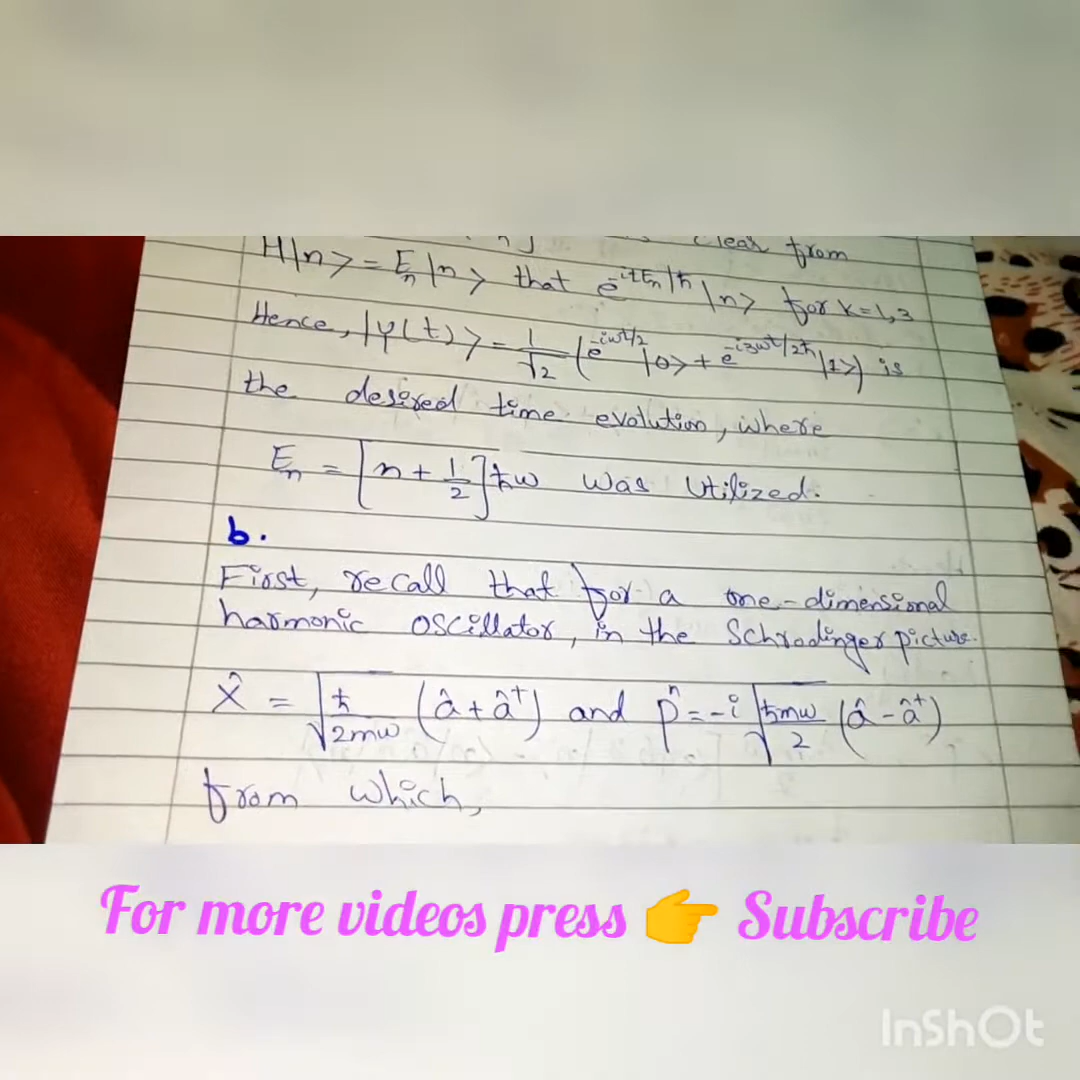 clear from
H|n> = Eₙ|n> that e^-itEₙ/ħ |n> for k=1,3
Hence, |ψ(t)> = 1/√2 (e^-iωt/2 |0> + e^-i3ωt/2ħ |1>) is
the desired time evolution, where
Eₙ = [n + 1/2] ħω was utilized.
b.
First, recall that for a one-dimensional
harmonic oscillator, in the Schrodinger picture.
X̂ = √(ħ/2mω) (â + â†) and p̂ = -i √(ħmω/2) (â - â†)
from which,
For more videos press 👉 Subscribe
InShOt